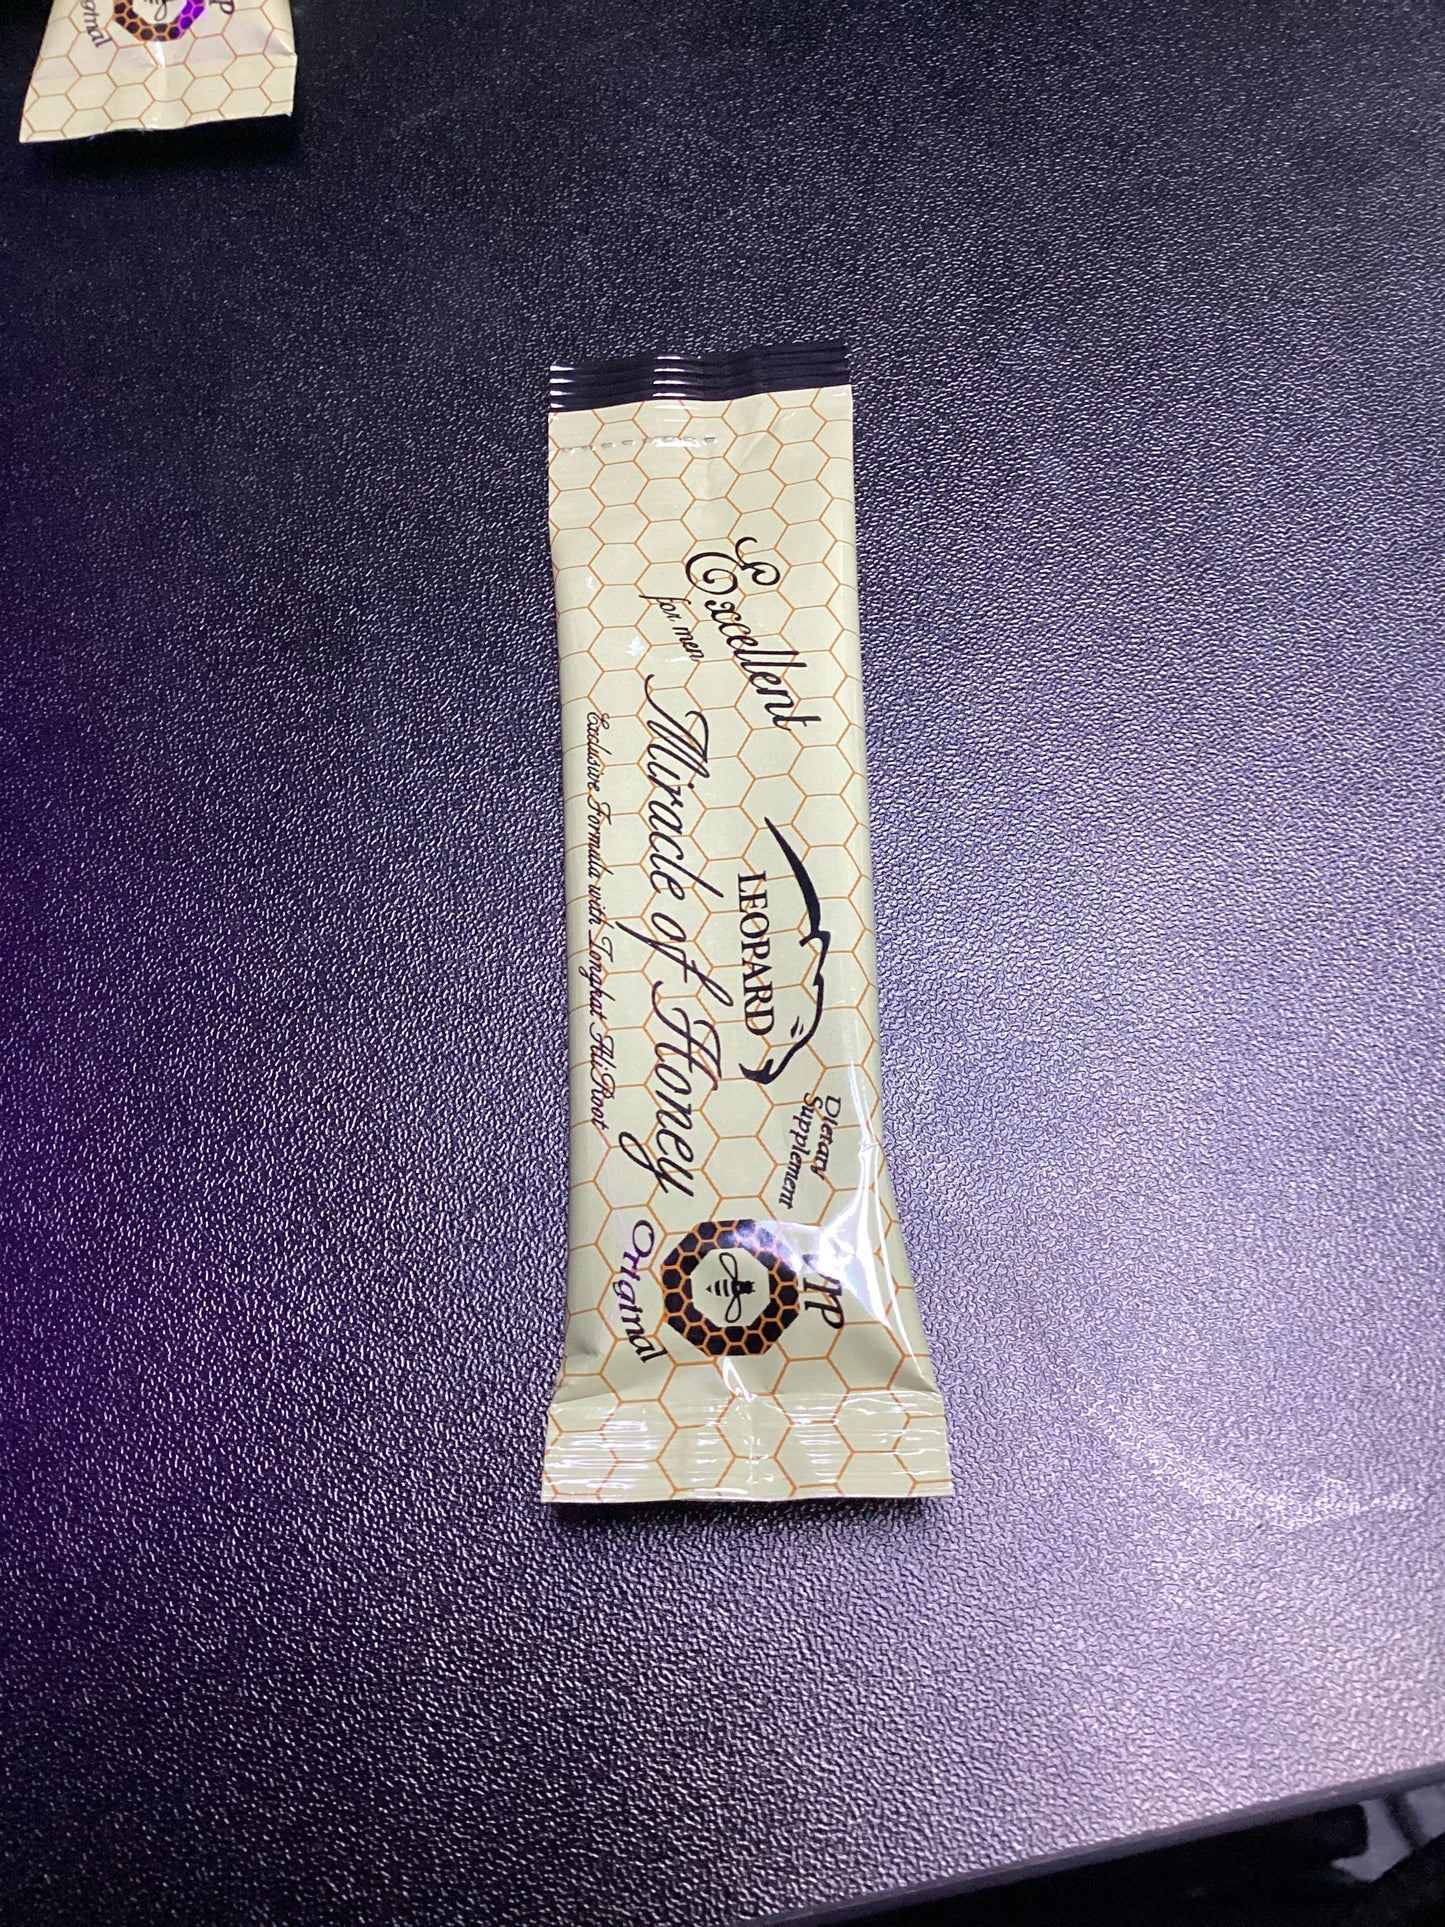 Excellent
for men
LEOPARD
Dietary
Supplement
Miracle of Honey
Exclusive Formula with Tongkat Ali Root
VIP
Original